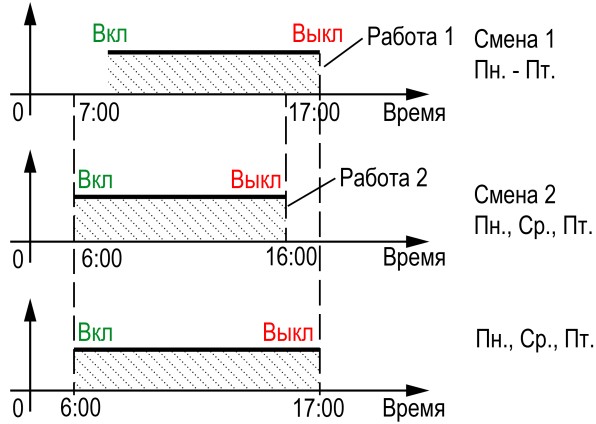 Вкл Выкл Работа 1 Смена 1
Пн. - Пт.
0 7:00 17:00 Время
Вкл Выкл Работа 2 Смена 2
Пн., Ср., Пт.
0 6:00 16:00 Время
Вкл Выкл Пн., Ср., Пт.
0 6:00 17:00 Время